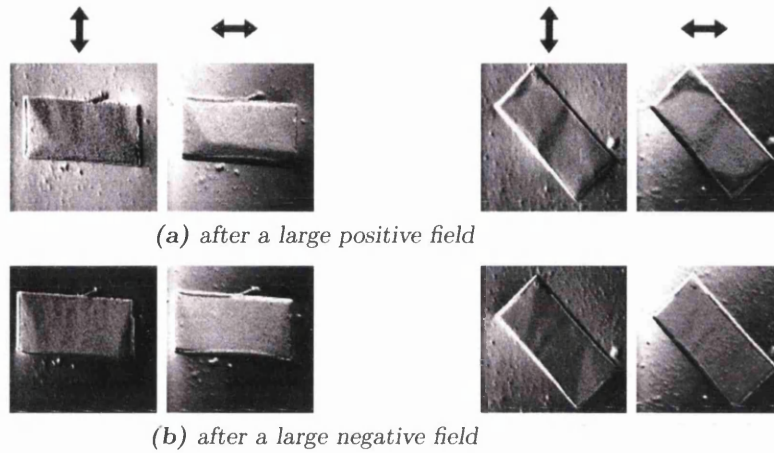 (a) after a large positive field
(b) after a large negative field